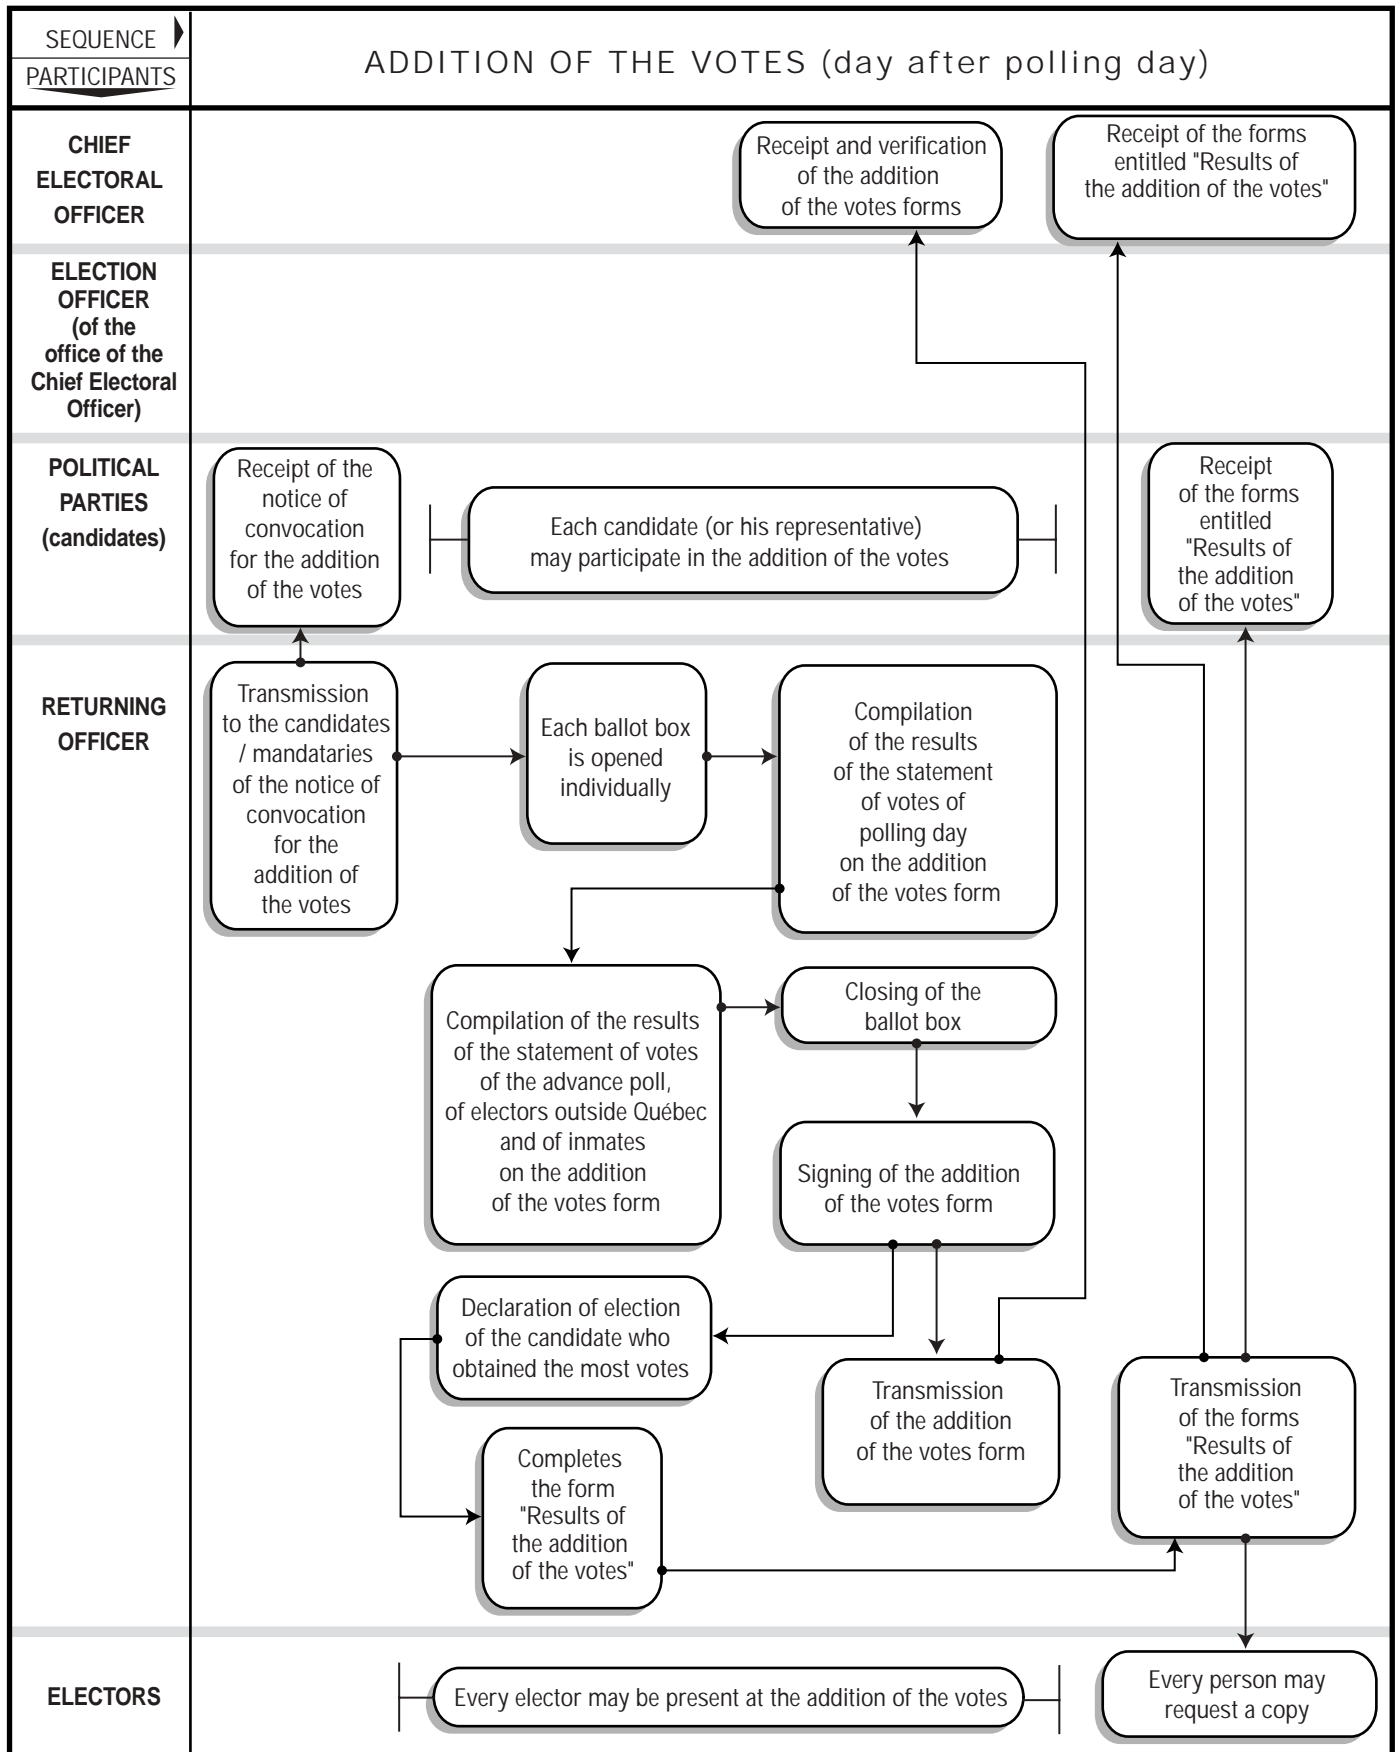 SEQUENCE
PARTICIPANTS
ADDITION OF THE VOTES (day after polling day)
CHIEF
ELECTORAL
OFFICER
Receipt and verification
of the addition
of the votes forms
Receipt of the forms
entitled "Results of
the addition of the votes"
ELECTION
OFFICER
(of the
office of the
Chief Electoral
Officer)
POLITICAL
PARTIES
(candidates)
Receipt of the
notice of
convocation
for the addition
of the votes
Each candidate (or his representative)
may participate in the addition of the votes
Receipt
of the forms
entitled
"Results of
the addition
of the votes"
RETURNING
OFFICER
Transmission
to the candidates
/ mandataries
of the notice of
convocation
for the
addition of
the votes
Each ballot box
is opened
individually
Compilation
of the results
of the statement
of votes of
polling day
on the addition
of the votes form
Compilation of the results
of the statement of votes
of the advance poll,
of electors outside Québec
and of inmates
on the addition
of the votes form
Closing of the
ballot box
Signing of the addition
of the votes form
Declaration of election
of the candidate who
obtained the most votes
Transmission
of the addition
of the votes form
Transmission
of the forms
"Results of
the addition
of the votes"
Completes
the form
"Results of
the addition
of the votes"
ELECTORS
Every elector may be present at the addition of the votes
Every person may
request a copy